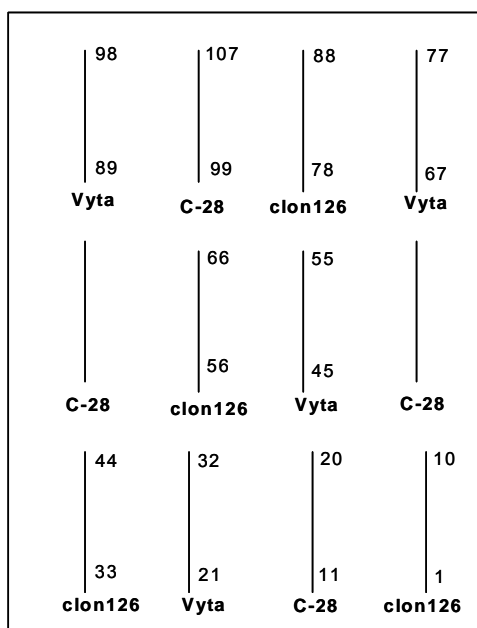 98 107 88 77
89 99 78 67
Vyta C-28 clon126 Vyta
66 55
56 45
C-28 clon126 Vyta C-28
44 32 20 10
33 21 11 1
clon126 Vyta C-28 clon126